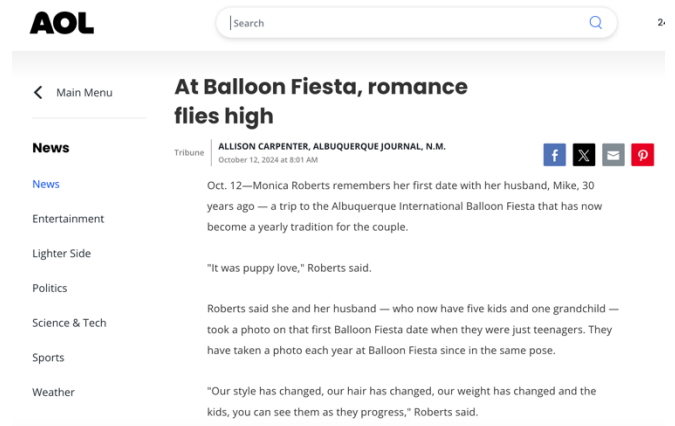 AOL
Search
24
Main Menu
At Balloon Fiesta, romance
flies high
News
Tribune
ALLISON CARPENTER, ALBUQUERQUE JOURNAL, N.M.
October 12, 2024 at 8:01 AM
News
Entertainment
Lighter Side
Politics
Science & Tech
Sports
Weather
Oct. 12—Monica Roberts remembers her first date with her husband, Mike, 30
years ago — a trip to the Albuquerque International Balloon Fiesta that has now
become a yearly tradition for the couple.
"It was puppy love," Roberts said.
Roberts said she and her husband — who now have five kids and one grandchild —
took a photo on that first Balloon Fiesta date when they were just teenagers. They
have taken a photo each year at Balloon Fiesta since in the same pose.
"Our style has changed, our hair has changed, our weight has changed and the
kids, you can see them as they progress," Roberts said.